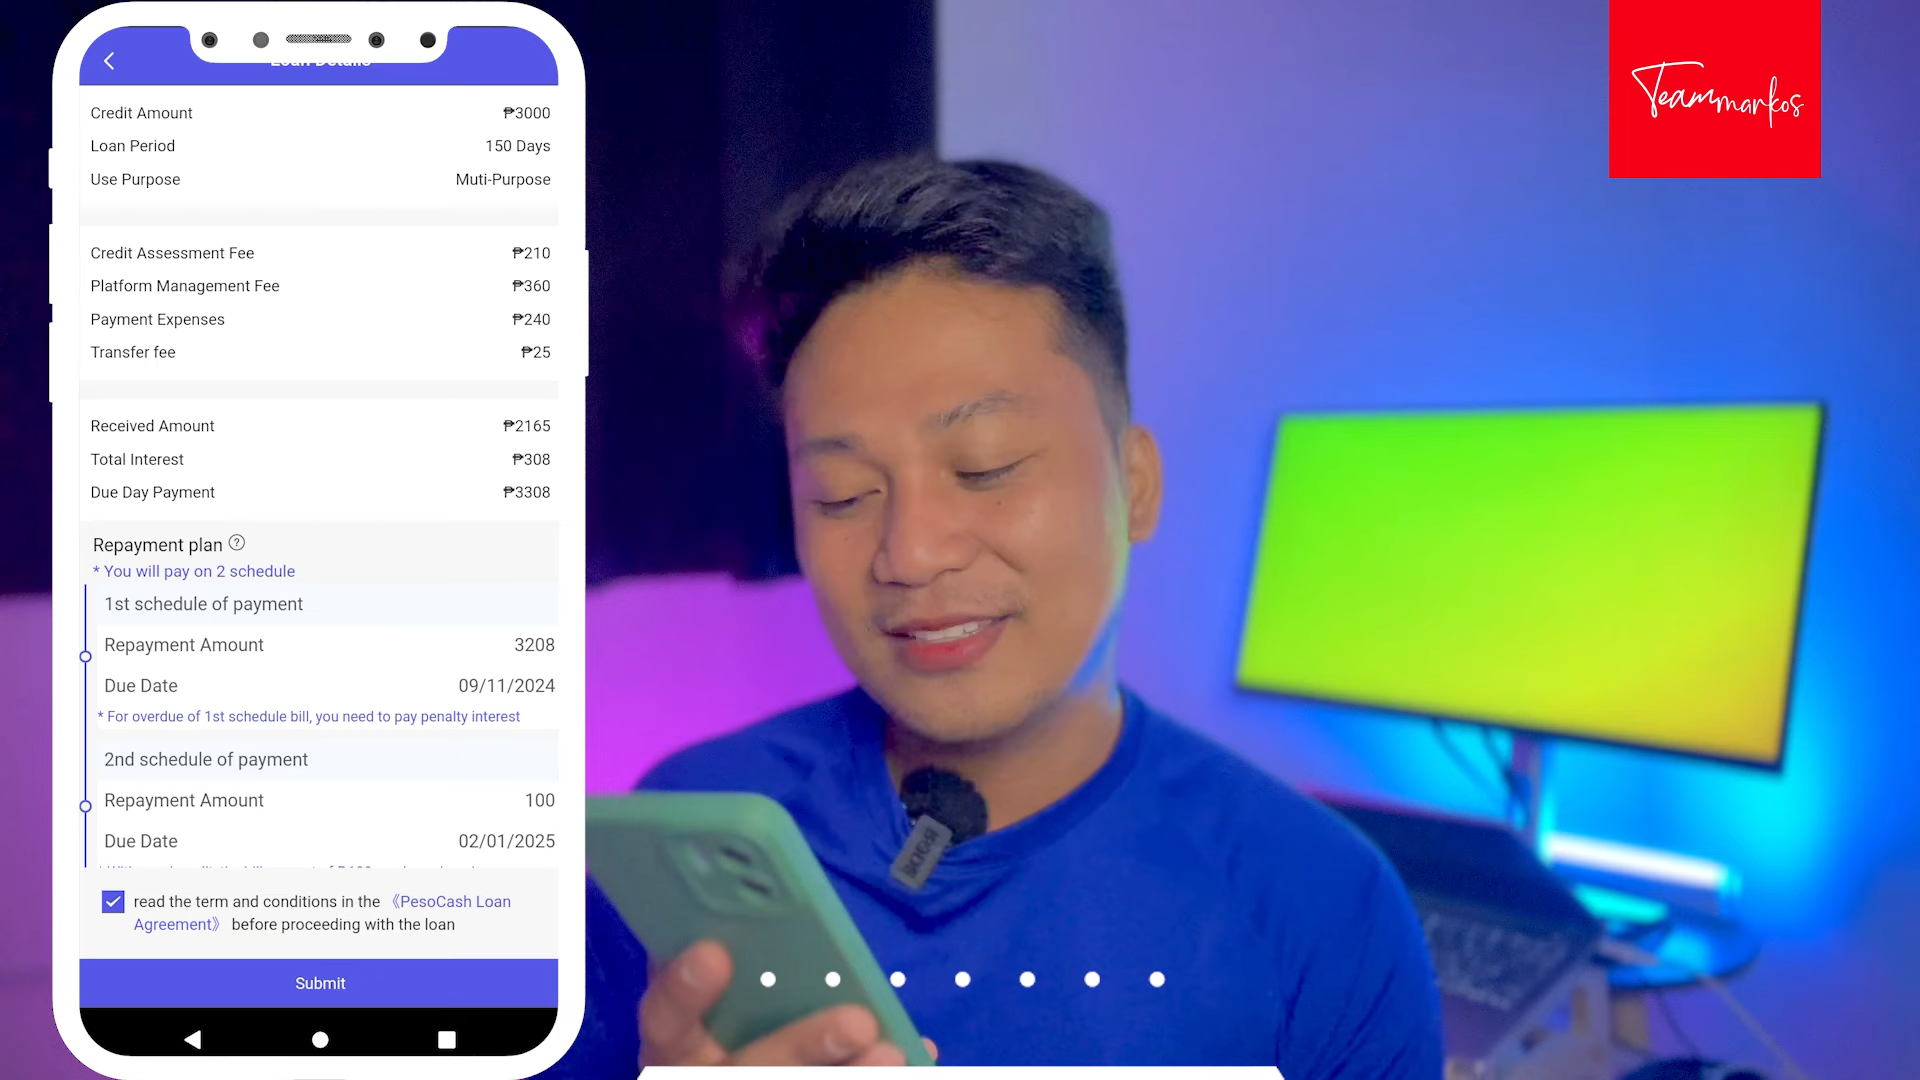 Loan Details
Credit Amount ₱3000
Loan Period 150 Days
Use Purpose Muti-Purpose
Credit Assessment Fee ₱210
Platform Management Fee ₱360
Payment Expenses ₱240
Transfer fee ₱25
Received Amount ₱2165
Total Interest ₱308
Due Day Payment ₱3308
Repayment plan ?
* You will pay on 2 schedule
1st schedule of payment
Repayment Amount 3208
Due Date 09/11/2024
* For overdue of 1st schedule bill, you need to pay penalty interest
2nd schedule of payment
Repayment Amount 100
Due Date 02/01/2025
read the term and conditions in the 《PesoCash Loan
Agreement》 before proceeding with the loan
Submit
Teammarkos